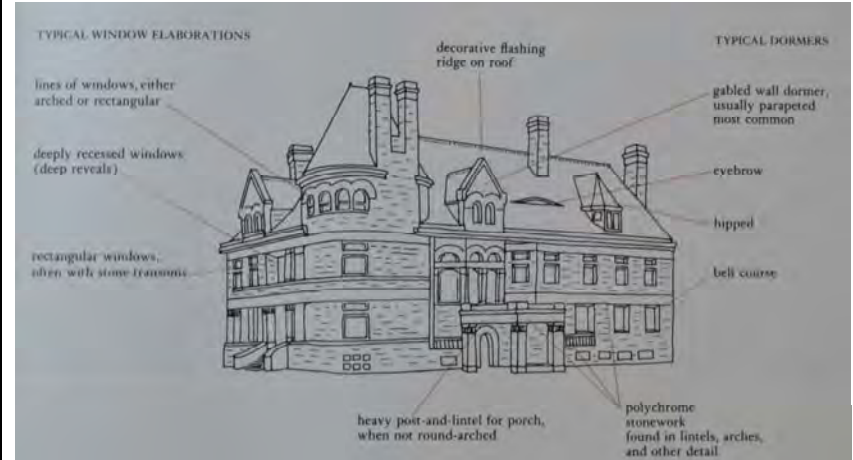 TYPICAL WINDOW ELABORATIONS
lines of windows, either
arched or rectangular
deeply recessed windows
(deep reveals)
rectangular windows,
often with stone transoms
decorative flashing
ridge on roof
TYPICAL DORMERS
gabled wall dormer,
usually parapeted
most common
eyebrow
hipped
belt course
heavy post-and-lintel for porch,
when not round-arched
polychrome
stonework
found in lintels, arches,
and other detail